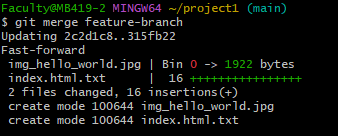 Faculty@MB419-2 MINGW64 ~/project1 (main)
$ git merge feature-branch
Updating 2c2d1c8..315fb22
Fast-forward
 img_hello_world.jpg | Bin 0 -> 1922 bytes
 index.html.txt      |  16 ++++++++++++++++
 2 files changed, 16 insertions(+)
 create mode 100644 img_hello_world.jpg
 create mode 100644 index.html.txt